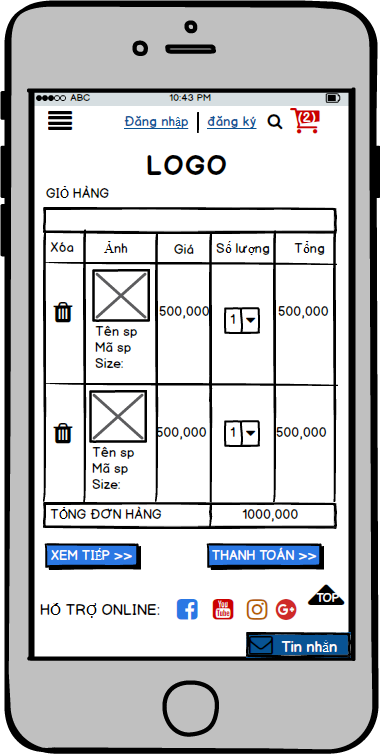 ABC 10:43 PM
Đăng nhập đăng ký (2)
LOGO
GIỎ HÀNG
Xóa Ảnh Giá Số lượng Tổng
500,000 1 500,000
Tên sp
Mã sp
Size:
500,000 1 500,000
Tên sp
Mã sp
Size:
TỔNG ĐƠN HÀNG 1000,000
XEM TIẾP >> THANH TOÁN >>
TOP
HỖ TRỢ ONLINE: f You Tube G+
Tin nhắn